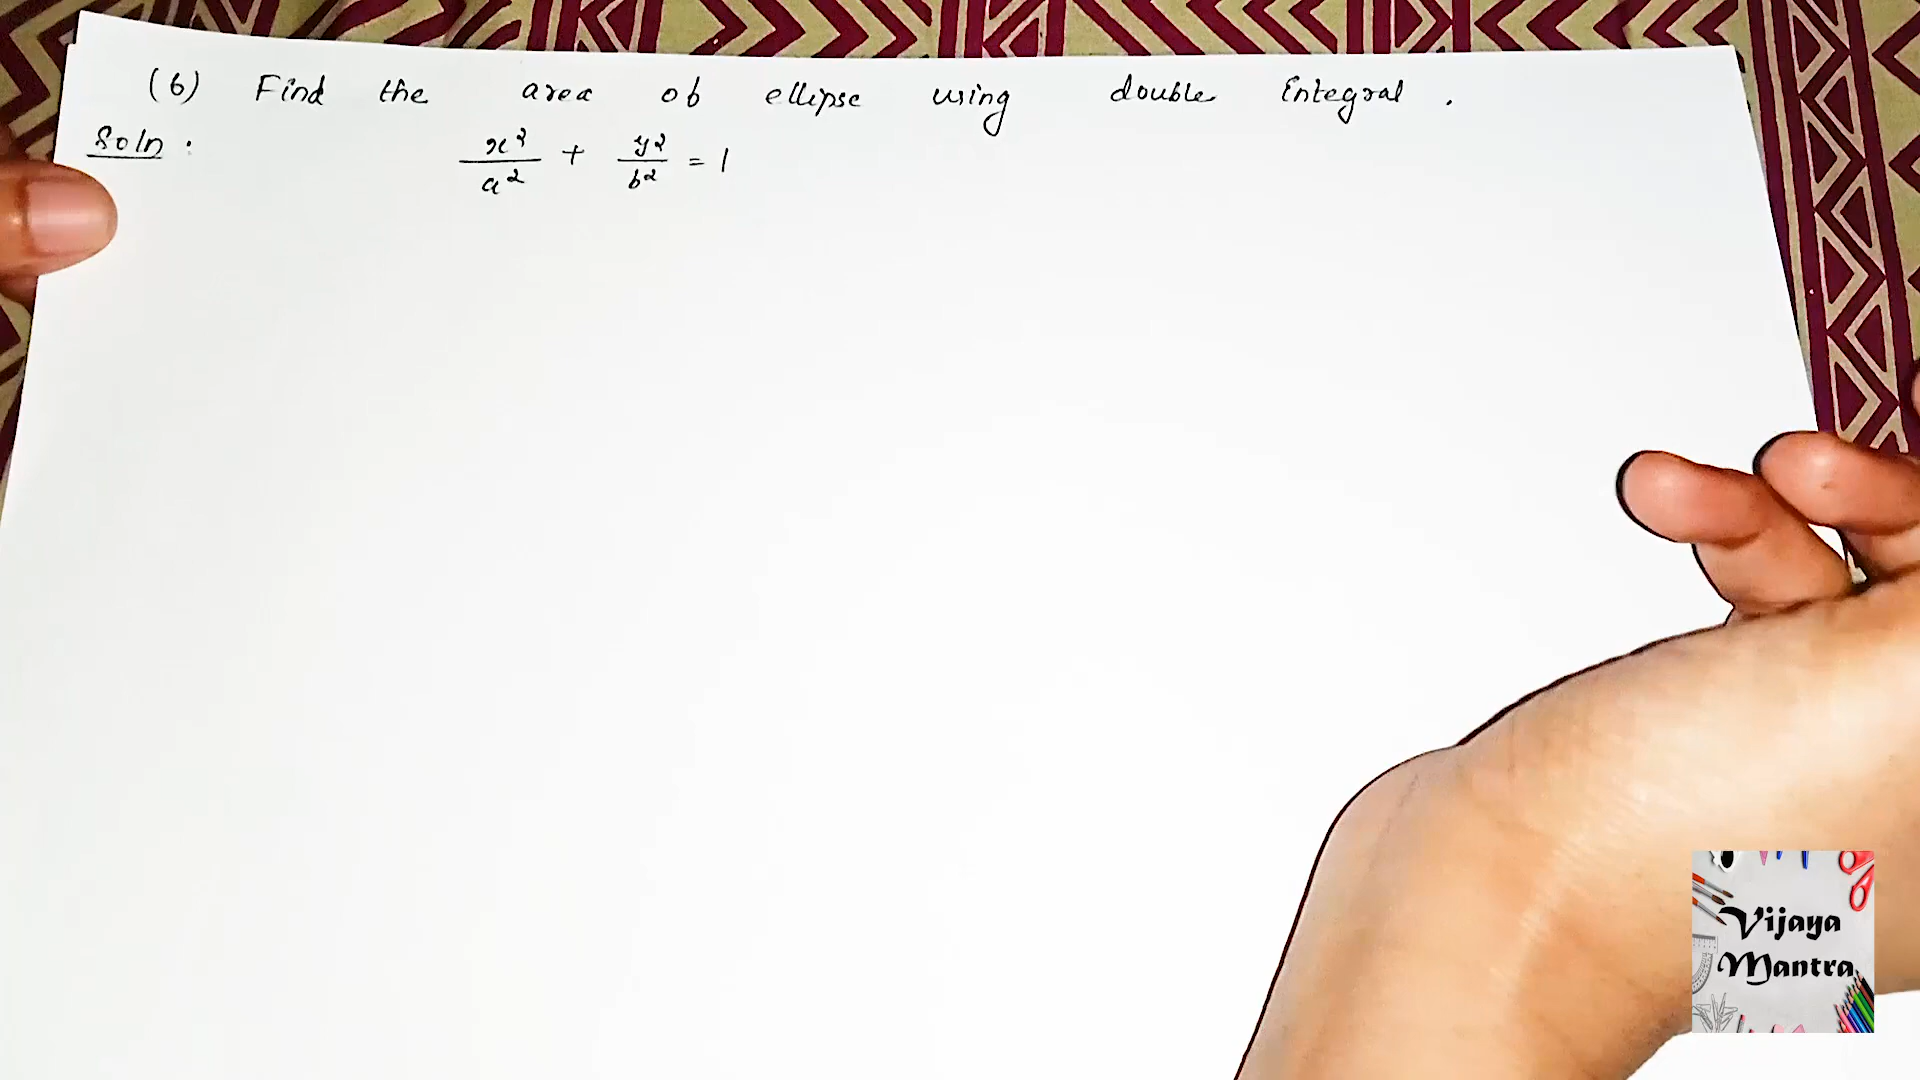 (6) Find the area of ellipse using double integral.
Soln:
x²/a² + y²/b² = 1
Vijaya
Mantra